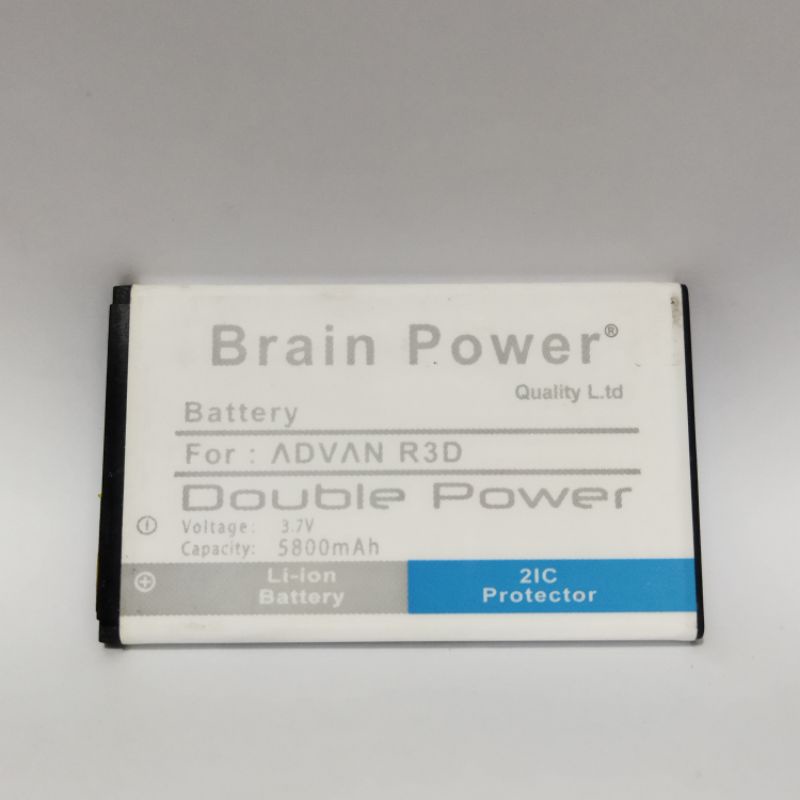 Brain Power®
Quality L.td
Battery
For : ADVAN R3D
Double Power
Voltage: 3.7V
Capacity: 5800mAh
Li-ion
Battery
2IC
Protector